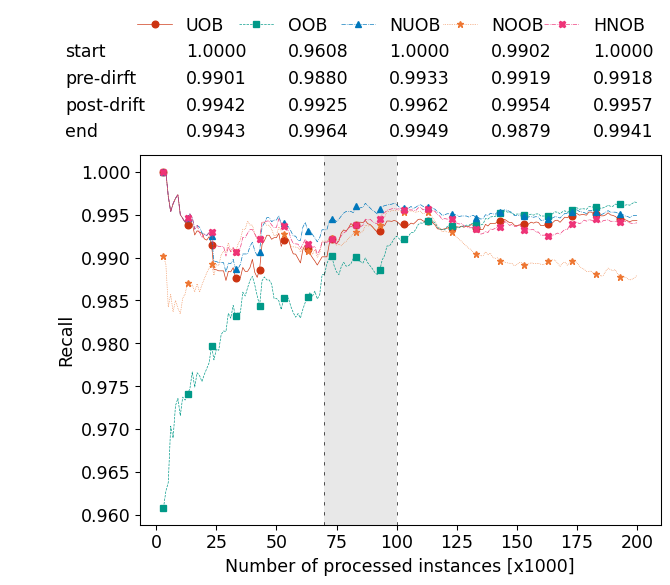 UOB OOB NUOB NOOB HNOB
start 1.0000 0.9608 1.0000 0.9902 1.0000
pre-dirft 0.9901 0.9880 0.9933 0.9919 0.9918
post-drift 0.9942 0.9925 0.9962 0.9954 0.9957
end 0.9943 0.9964 0.9949 0.9879 0.9941
1.000
0.995
0.990
0.985
0.980
0.975
0.970
0.965
0.960
Recall
0 25 50 75 100 125 150 175 200
Number of processed instances [x1000]